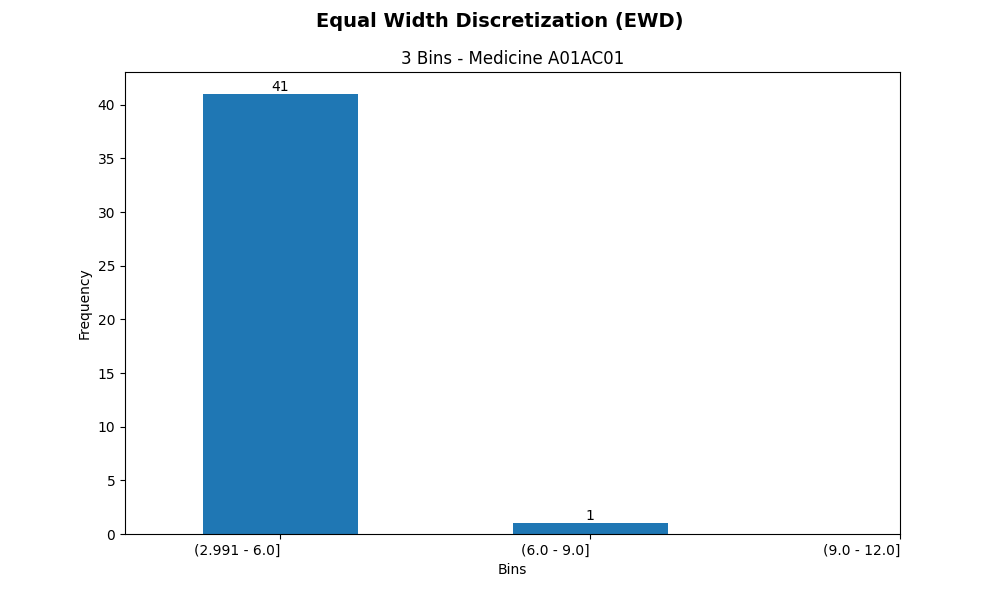 Equal Width Discretization (EWD)
3 Bins - Medicine A01AC01
41
40
35
30
25
20
15
10
5
0
Frequency
1
(2.991 - 6.0]
(6.0 - 9.0]
(9.0 - 12.0]
Bins